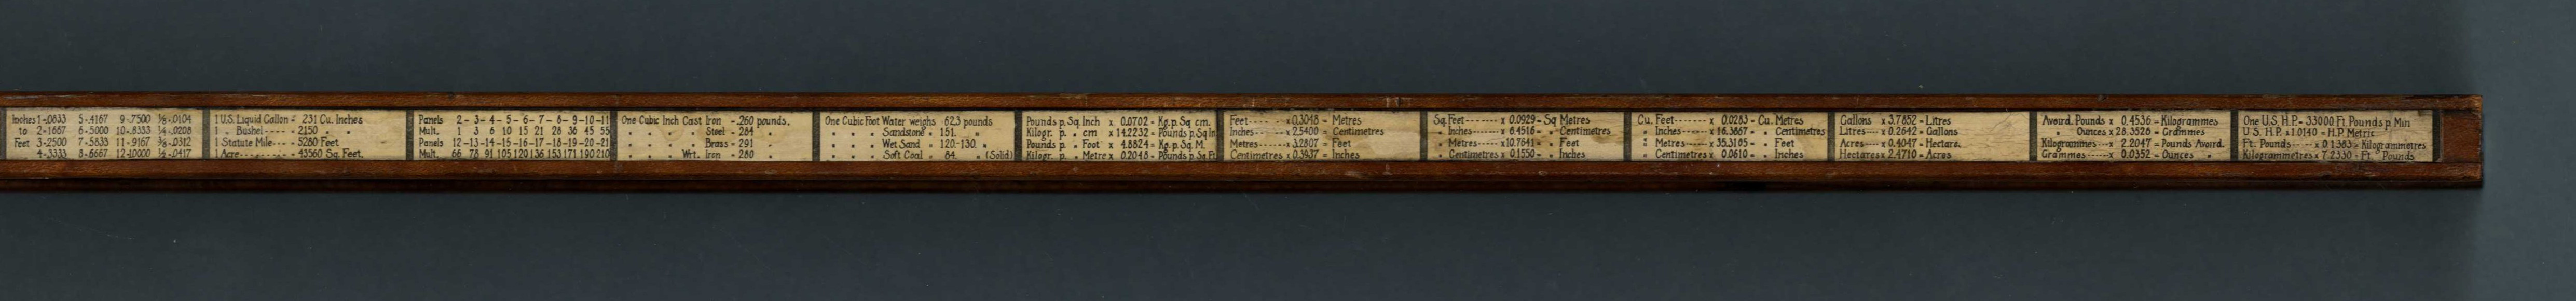 Inches 1-.0833 5-.4167 9-.7500 ⅛-.0104
to 2-.1667 6-.5000 10-.8333 ¼-.0208
Feet 3-.2500 7-.5833 11-.9167 ⅜-.0312
4-.3333 8-.6667 12-1.0000 ½-.0417
1 U.S. Liquid Gallon = 231 Cu. Inches
1 " Bushel ---- = 2150 " "
1 Statute Mile --- = 5280 Feet
1 Acre ---- = 43560 Sq. Feet.
Panels 2-3-4-5-6-7-8-9-10-11
Mult. 1 3 6 10 15 21 28 36 45 55
Panels 12-13-14-15-16-17-18-19-20-21
Mult. 66 78 91 105 120 136 153 171 190 210
One Cubic Inch Cast Iron = .260 pounds.
" " " Steel = .284 "
" " " Brass = .291 "
" " " Wrt. Iron = .280 "
One Cubic Foot Water weighs 62.3 pounds
" " " Sandstone " 151. "
" " " Wet Sand " 120-130. "
" " " Soft Coal " 84. " (Solid)
Pounds p. Sq. Inch x 0.0702 = Kg. p. Sq. cm.
Kilogr. p. " cm x 14.2232 = Pounds p. Sq. In.
Pounds p. " Foot x 4.8824 = Kg. p. Sq. M.
Kilogr. p. " Metre x 0.2048 = Pounds p. Sq. Ft.
Feet ---- x 0.3048 = Metres
Inches ---- x 2.5400 = Centimetres
Metres ---- x 3.2807 = Feet
Centimetres x 0.3937 = Inches
Sq. Feet ---- x 0.0929 = Sq. Metres
" Inches ---- x 6.4516 = " Centimetres
" Metres ---- x 10.7641 = " Feet
" Centimetres x 0.1550 = " Inches
Cu. Feet ---- x 0.0283 = Cu. Metres
" Inches ---- x 16.3867 = " Centimetres
" Metres ---- x 35.3165 = " Feet
" Centimetres x 0.0610 = " Inches
Gallons x 3.7852 = Litres
Litres --- x 0.2642 = Gallons
Acres --- x 0.4047 = Hectare.
Hectares x 2.4710 = Acres
Avoird. Pounds x 0.4536 = Kilogrammes
" Ounces x 28.3528 = Grammes
Kilogrammes --- x 2.2047 = Pounds Avoird.
Grammes ---- x 0.0352 = Ounces "
One U.S. H.P. = 33000 Ft. Pounds p. Min
U.S. H.P. x 1.0140 = H.P. Metric
Ft. Pounds ---- x 0.1383 = Kilogrammetres
Kilogrammetres x 7.2330 = Ft. Pounds